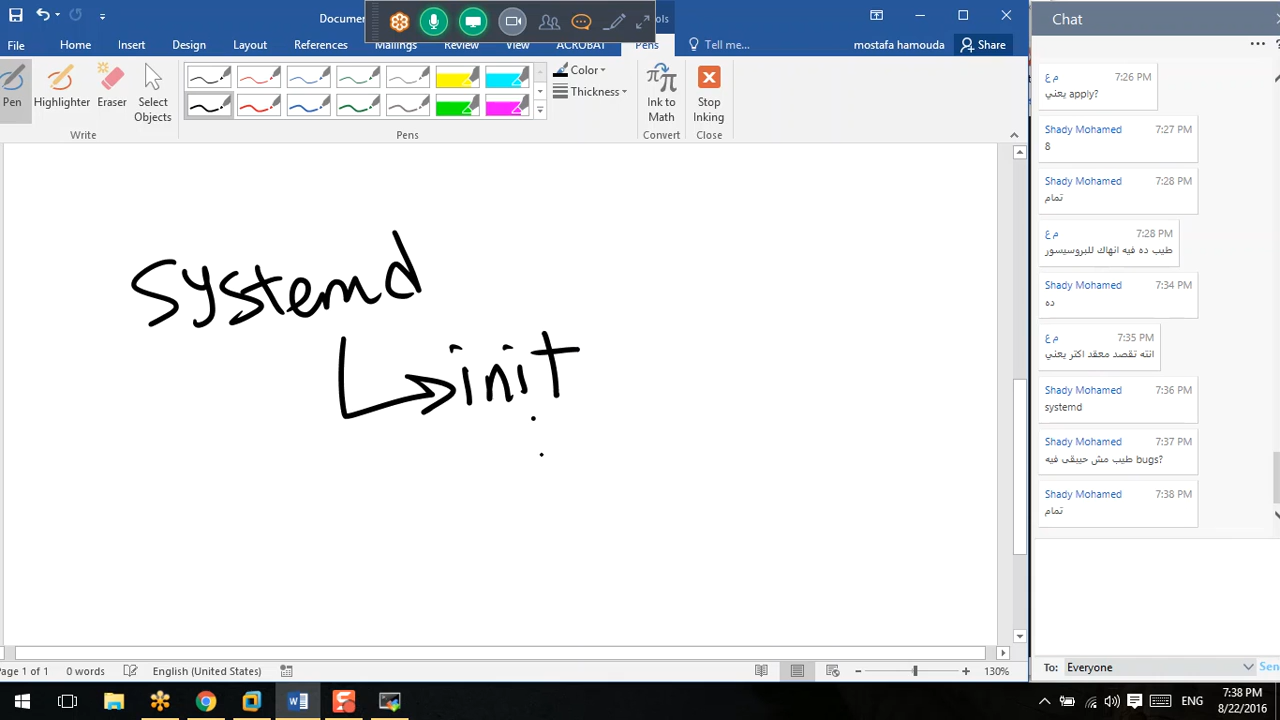 Documen
ols
File
Home
Insert
Design
Layout
References
Mailings
Review
View
ACROBAT
Pens
Tell me...
mostafa hamouda
Share
Pen
Highlighter
Eraser
Select
Objects
Color
Thickness
Ink to
Math
Stop
Inking
Write
Pens
Convert
Close
systemd
init
Chat
م ع 7:26 PM
يعني apply?
Shady Mohamed 7:27 PM
8
Shady Mohamed 7:28 PM
تمام
م ع 7:28 PM
طيب ده فيه انهاك للبروسيسور
Shady Mohamed 7:34 PM
ده
م ع 7:35 PM
انته تقصد معقد اكتر يعني
Shady Mohamed 7:36 PM
systemd
Shady Mohamed 7:37 PM
طيب مش حيبقى فيه bugs?
Shady Mohamed 7:38 PM
تمام
To: Everyone
Sen
Page 1 of 1
0 words
English (United States)
130%
ENG
7:38 PM
8/22/2016